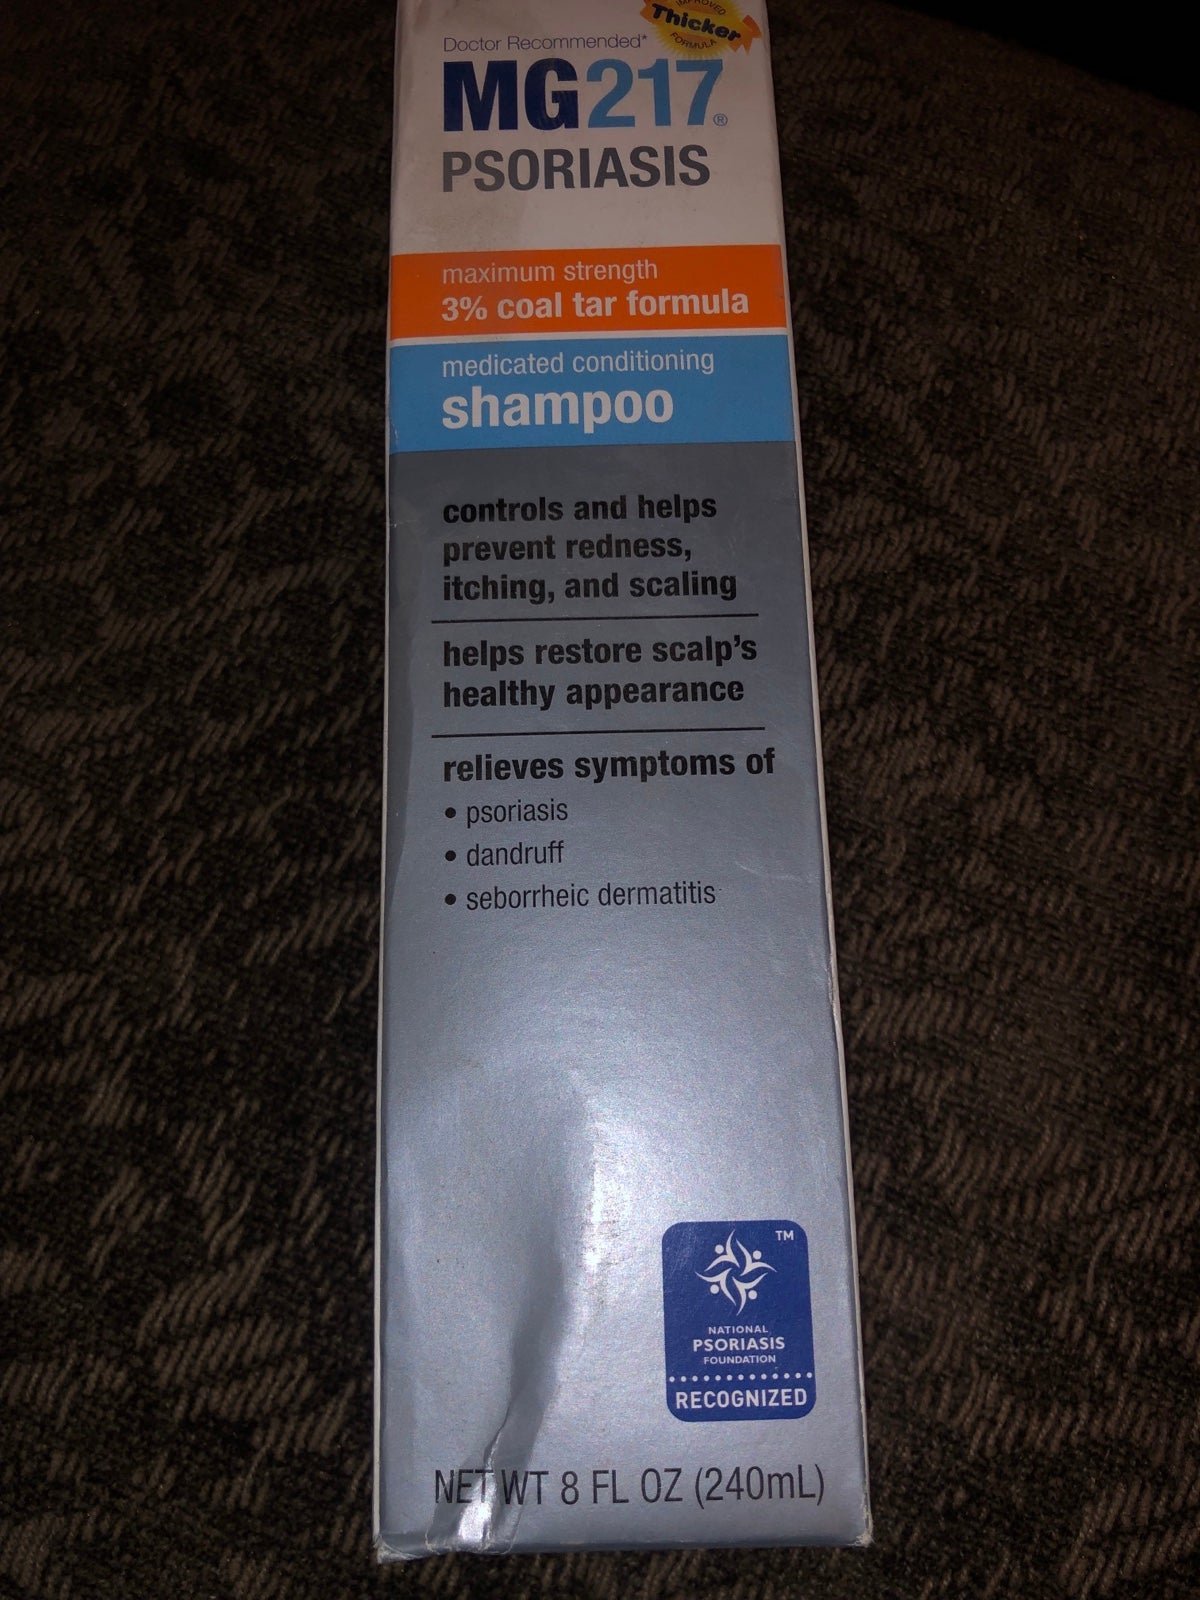 IMPROVED
Thicker
FORMULA
Doctor Recommended*
MG217®
PSORIASIS
maximum strength
3% coal tar formula
medicated conditioning
shampoo
controls and helps
prevent redness,
itching, and scaling
helps restore scalp's
healthy appearance
relieves symptoms of
• psoriasis
• dandruff
• seborrheic dermatitis
TM
NATIONAL
PSORIASIS
FOUNDATION
RECOGNIZED
NET WT 8 FL OZ (240mL)